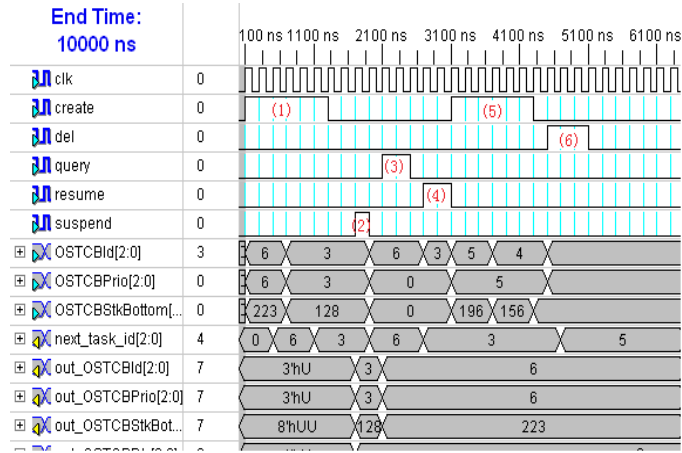 End Time:
10000 ns
100 ns 1100 ns 2100 ns 3100 ns 4100 ns 5100 ns 6100 ns
clk 0
create 0 (1) (5)
del 0 (6)
query 0 (3)
resume 0 (4)
suspend 0 (2)
OSTCBId[2:0] 3 6 3 6 3 5 4
OSTCBPrio[2:0] 0 6 3 0 5
OSTCBStkBottom[... 0 223 128 0 196 156
next_task_id[2:0] 4 0 6 3 6 3 5
out_OSTCBId[2:0] 7 3'hU 3 6
out_OSTCBPrio[2:0] 7 3'hU 3 6
out_OSTCBStkBot... 7 8'hUU 128 223